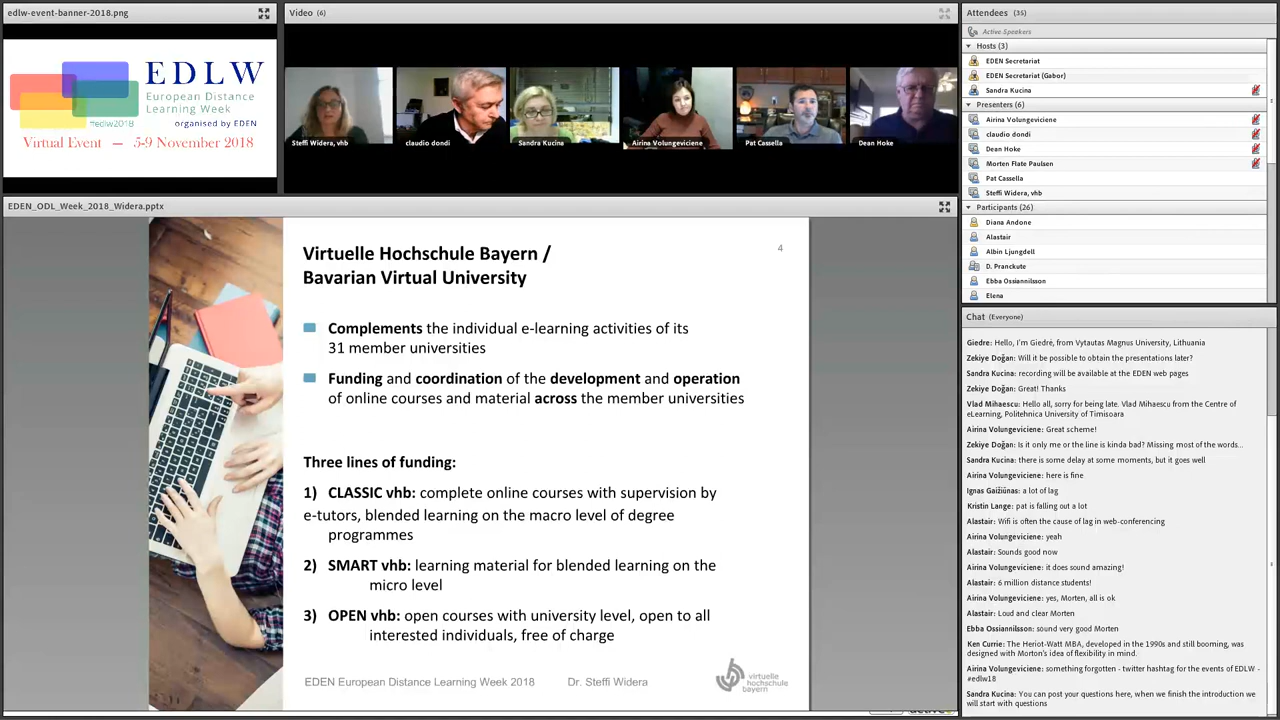 edlw-event-banner-2018.png
EDLW
European Distance
Learning Week
#edlw2018
organised by EDEN
Virtual Event — 5-9 November 2018
Video (6)
Steffi Widera, vhb
claudio dondi
Sandra Kucina
Airina Volungeviciene
Pat Cassella
Dean Hoke
EDEN_ODL_Week_2018_Widera.pptx
4
Virtuelle Hochschule Bayern /
Bavarian Virtual University
Complements the individual e-learning activities of its
31 member universities
Funding and coordination of the development and operation
of online courses and material across the member universities
Three lines of funding:
1) CLASSIC vhb: complete online courses with supervision by
e-tutors, blended learning on the macro level of degree
programmes
2) SMART vhb: learning material for blended learning on the
micro level
3) OPEN vhb: open courses with university level, open to all
interested individuals, free of charge
EDEN European Distance Learning Week 2018 Dr. Steffi Widera
virtuelle
hochschule
bayern
Attendees (35)
Active Speakers
Hosts (3)
EDEN Secretariat
EDEN Secretariat (Gabor)
Sandra Kucina
Presenters (6)
Airina Volungeviciene
claudio dondi
Dean Hoke
Morten Flate Paulsen
Pat Cassella
Steffi Widera, vhb
Participants (26)
Diana Andone
Alastair
Albin Ljungdell
D. Pranckute
Ebba Ossiannilsson
Elena
Chat (Everyone)
Giedre: Hello, I'm Giedrė, from Vytautas Magnus University, Lithuania
Zekiye Doğan: Will it be possible to obtain the presentations later?
Sandra Kucina: recording will be available at the EDEN web pages
Zekiye Doğan: Great! Thanks
Vlad Mihaescu: Hello all, sorry for being late. Vlad Mihaescu from the Centre of
eLearning, Politehnica University of Timisoara
Airina Volungeviciene: Great scheme!
Zekiye Doğan: Is it only me or the line is kinda bad? Missing most of the words...
Sandra Kucina: there is some delay at some moments, but it goes well
Airina Volungeviciene: here is fine
Ignas Gaižiūnas: a lot of lag
Kristin Lange: pat is falling out a lot
Alastair: Wifi is often the cause of lag in web-conferencing
Airina Volungeviciene: yeah
Alastair: Sounds good now
Airina Volungeviciene: it does sound amazing!
Alastair: 6 million distance students!
Airina Volungeviciene: yes, Morten, all is ok
Alastair: Loud and clear Morten
Ebba Ossiannilsson: sound very good Morten
Ken Currie: The Heriot-Watt MBA, developed in the 1990s and still booming, was
designed with Morton's idea of flexibility in mind.
Airina Volungeviciene: something forgotten - twitter hashtag for the events of EDLW -
#edlw18
Sandra Kucina: You can post your questions here, when we finish the introduction we
will start with questions